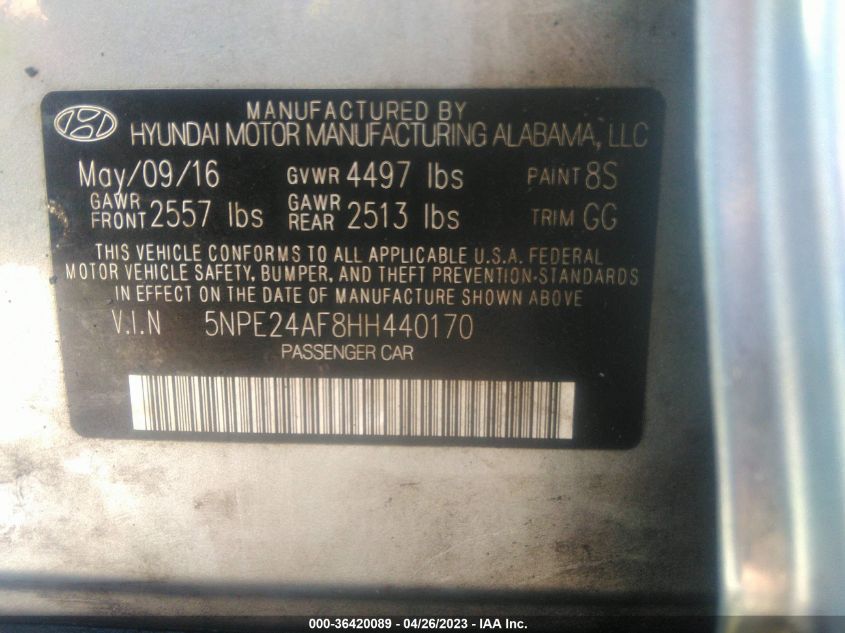 MANUFACTURED BY
HYUNDAI MOTOR MANUFACTURING ALABAMA, LLC
May/09/16 GVWR 4497 lbs PAINT 8S
GAWR FRONT 2557 lbs GAWR REAR 2513 lbs TRIM GG
THIS VEHICLE CONFORMS TO ALL APPLICABLE U.S.A. FEDERAL
MOTOR VEHICLE SAFETY, BUMPER, AND THEFT PREVENTION-STANDARDS
IN EFFECT ON THE DATE OF MANUFACTURE SHOWN ABOVE
V.I.N 5NPE24AF8HH440170
PASSENGER CAR
000-36420089 - 04/26/2023 - IAA Inc.